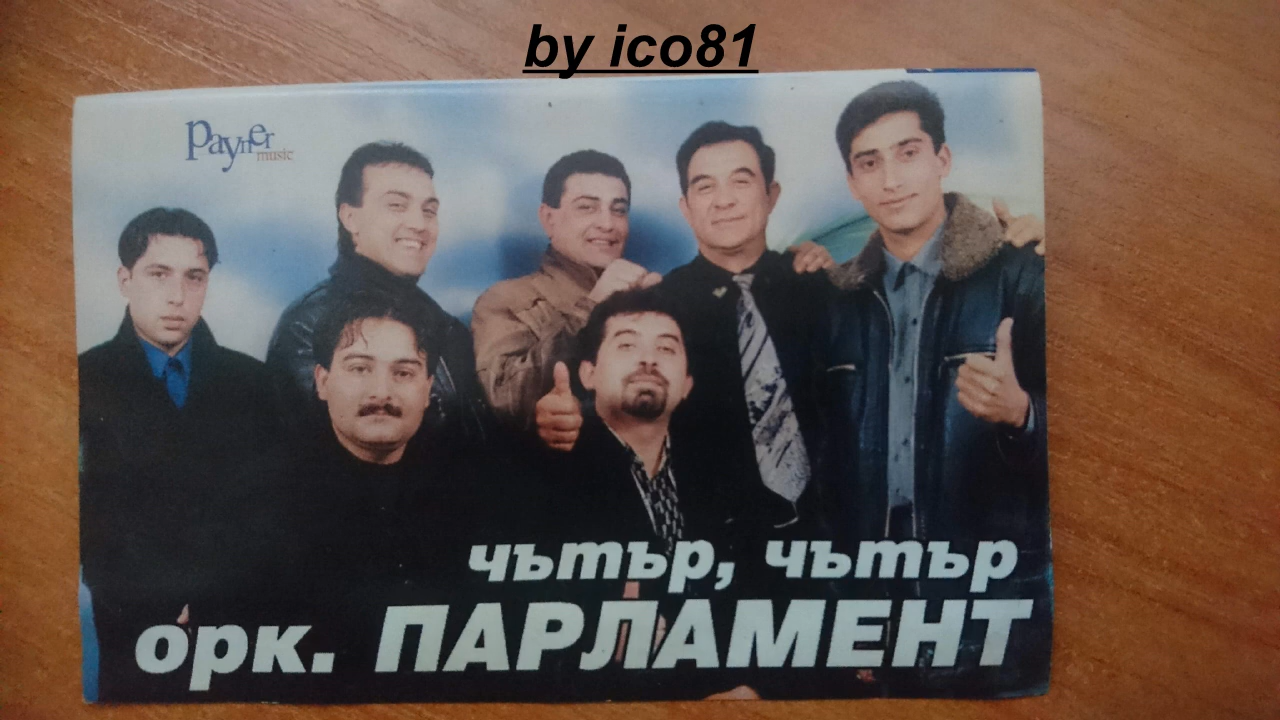 by ico81
Payner
music
чътър, чътър
орк. ПАРЛАМЕНТ